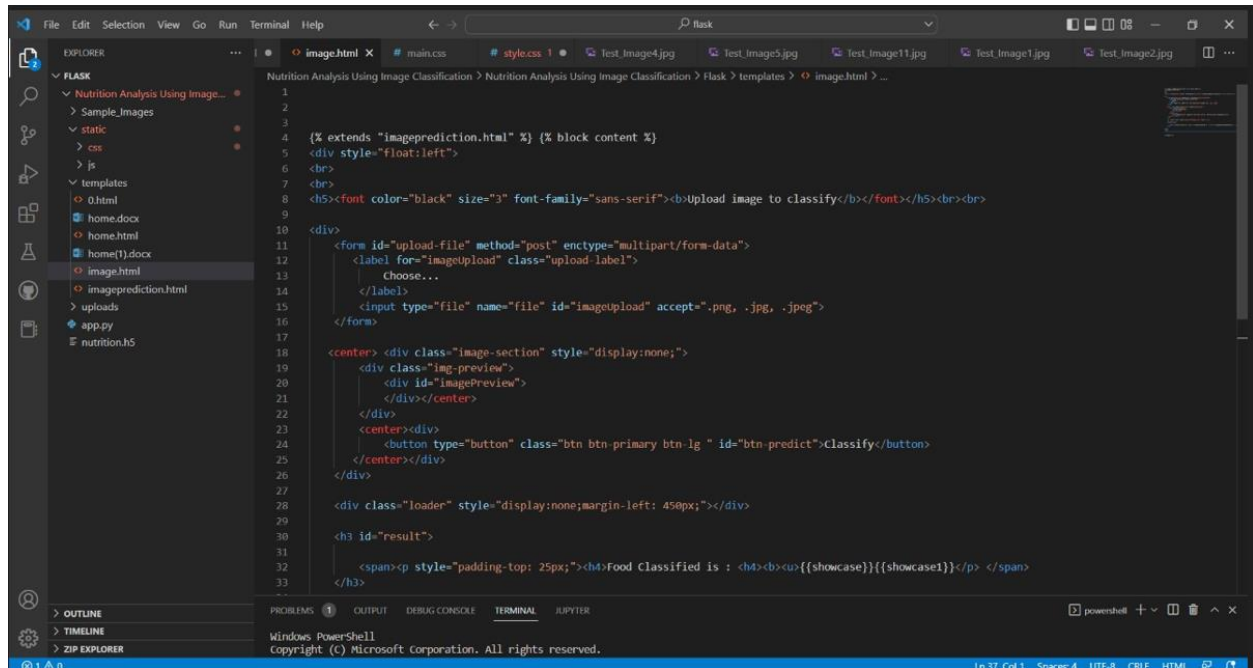 File Edit Selection View Go Run Terminal Help
flask
EXPLORER
image.html
# main.css
# style.css 1
Test_Image4.jpg
Test_Image5.jpg
Test_Image11.jpg
Test_Image1.jpg
Test_Image2.jpg
FLASK
Nutrition Analysis Using Image...
Sample_Images
static
css
js
templates
0.html
home.docx
home.html
home(1).docx
image.html
imageprediction.html
uploads
app.py
nutrition.h5
2
OUTLINE
TIMELINE
ZIP EXPLORER
Nutrition Analysis Using Image Classification > Nutrition Analysis Using Image Classification > Flask > templates > image.html > ...
1
2
3
4 {% extends "imageprediction.html" %} {% block content %}
5 <div style="float:left">
6 <br>
7 <br>
8 <h5><font color="black" size="3" font-family="sans-serif"><b>Upload image to classify</b></font></h5><br><br>
9
10 <div>
11 <form id="upload-file" method="post" enctype="multipart/form-data">
12 <label for="imageUpload" class="upload-label">
13 Choose...
14 </label>
15 <input type="file" name="file" id="imageUpload" accept=".png, .jpg, .jpeg">
16 </form>
17
18 <center> <div class="image-section" style="display:none;">
19 <div class="img-preview">
20 <div id="imagePreview">
21 </div></center>
22 </div>
23 <center><div>
24 <button type="button" class="btn btn-primary btn-lg " id="btn-predict">Classify</button>
25 </center></div>
26 </div>
27
28 <div class="loader" style="display:none;margin-left: 450px;"></div>
29
30 <h3 id="result">
31
32 <span><p style="padding-top: 25px;"><h4>Food Classified is : <h4><b><u>{{showcase}}{{showcase1}}</p> </span>
33 </h3>
PROBLEMS 1 OUTPUT DEBUG CONSOLE TERMINAL JUPYTER
powershell
Windows PowerShell
Copyright (C) Microsoft Corporation. All rights reserved.
1 0
Ln 37, Col 1 Spaces: 4 UTF-8 CRLF HTML